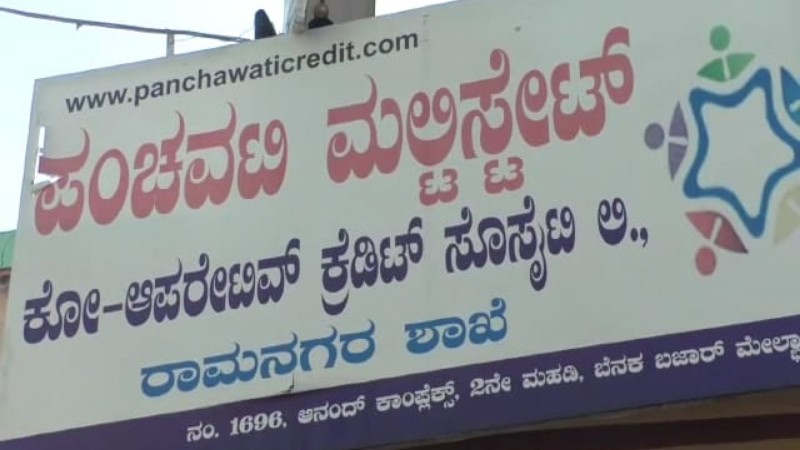 www.panchawaticredit.com
ಪಂಚವಟಿ ಮಲ್ಟಿಸ್ಟೇಟ್
ಕೋ-ಆಪರೇಟಿವ್ ಕ್ರೆಡಿಟ್ ಸೊಸೈಟಿ ಲಿ.,
ರಾಮನಗರ ಶಾಖೆ
ನಂ. 1696, ಆನಂದ್ ಕಾಂಪ್ಲೆಕ್ಸ್, 2ನೇ ಮಹಡಿ, ಬೆನಕ ಬಜಾರ್